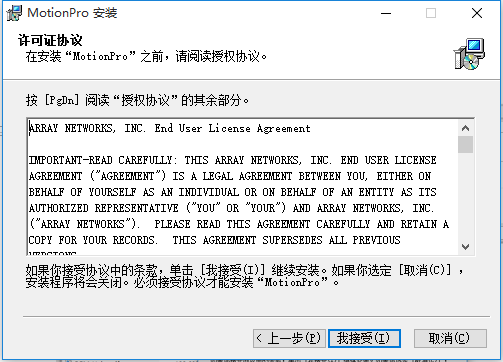 MotionPro 安装
许可证协议
在安装“MotionPro”之前，请阅读授权协议。
按 [PgDn] 阅读“授权协议”的其余部分。
ARRAY NETWORKS, INC. End User License Agreement
IMPORTANT-READ CAREFULLY: THIS ARRAY NETWORKS, INC. END USER LICENSE
AGREEMENT ("AGREEMENT") IS A LEGAL AGREEMENT BETWEEN YOU, EITHER ON
BEHALF OF YOURSELF AS AN INDIVIDUAL OR ON BEHALF OF AN ENTITY AS ITS
AUTHORIZED REPRESENTATIVE ("YOU" OR "YOUR") AND ARRAY NETWORKS, INC.
("ARRAY NETWORKS").  PLEASE READ THIS AGREEMENT CAREFULLY AND RETAIN A
COPY FOR YOUR RECORDS.  THIS AGREEMENT SUPERSEDES ALL PREVIOUS
VERSIONS
如果你接受协议中的条款，单击 [我接受(I)] 继续安装。如果你选定 [取消(C)] ，
安装程序将会关闭。必须接受协议才能安装“MotionPro”。
< 上一步(P) 我接受(I) 取消(C)